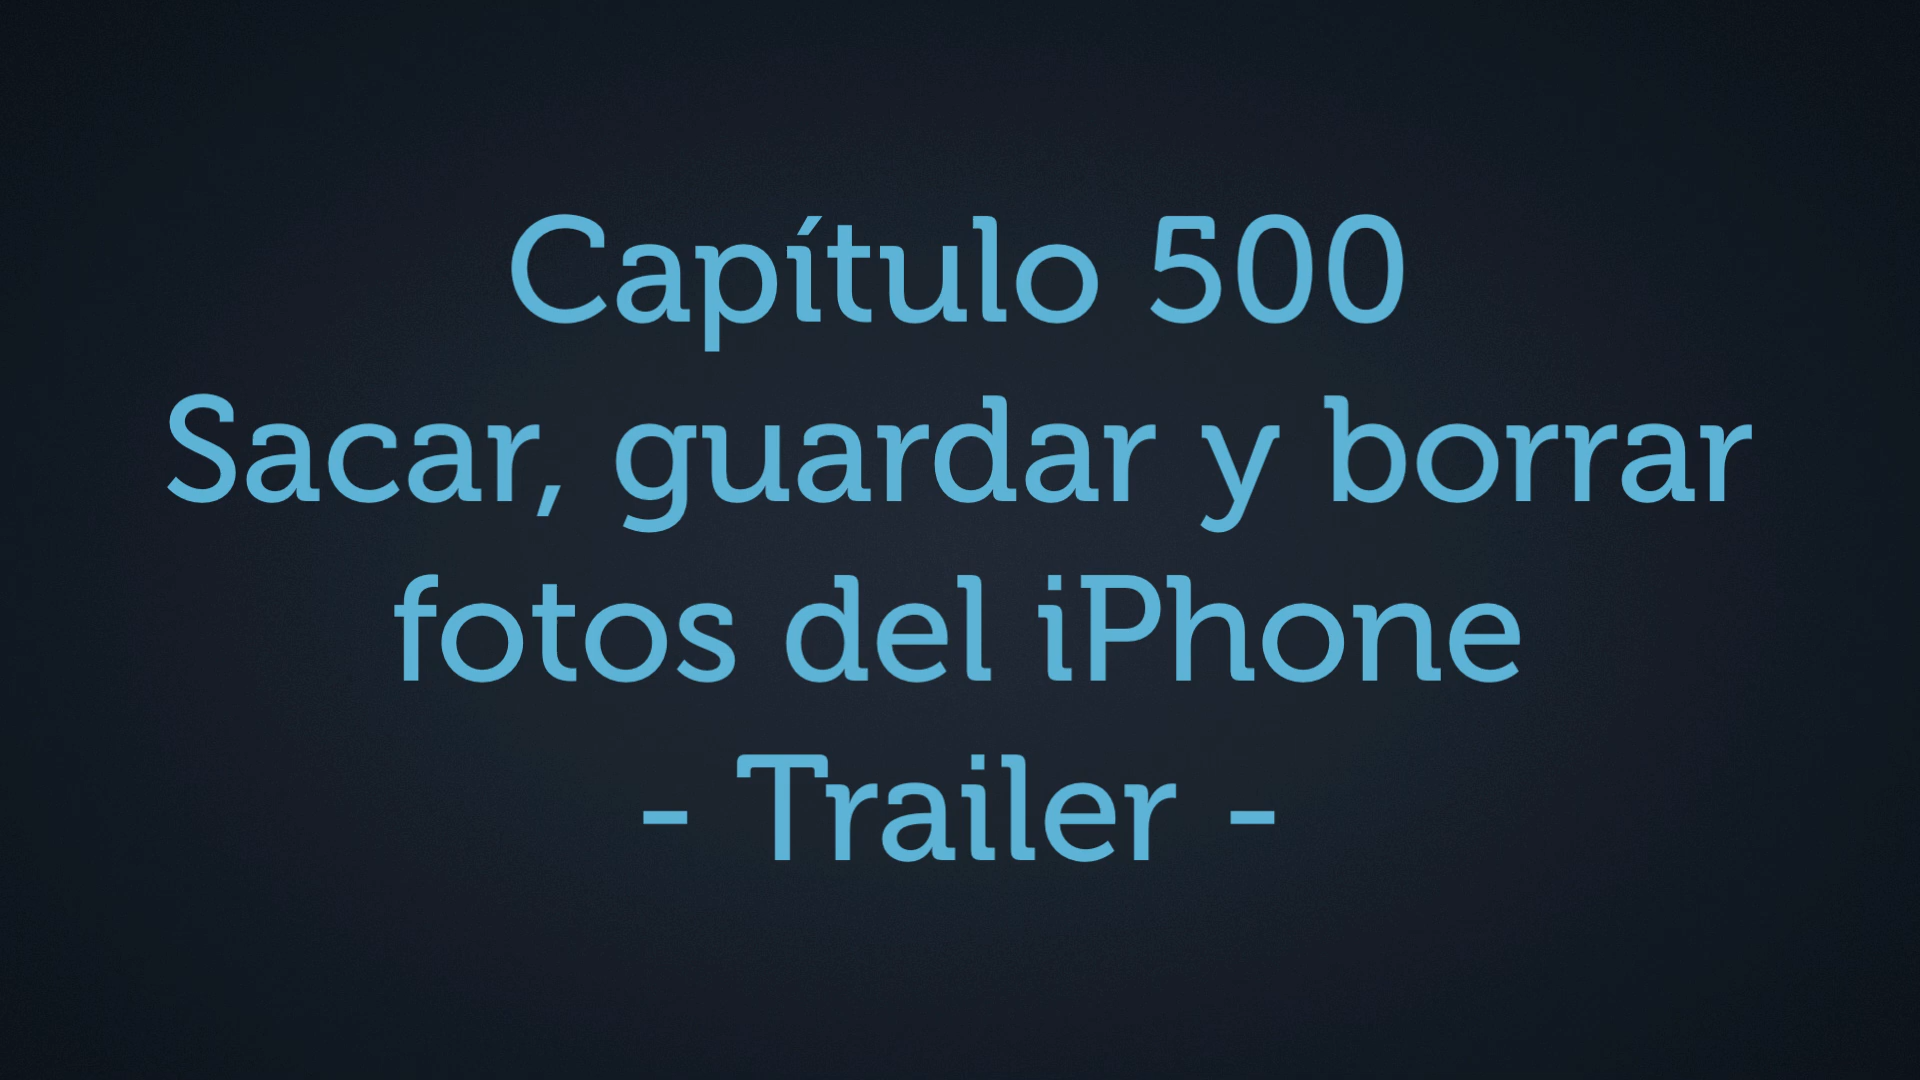 Capítulo 500
Sacar, guardar y borrar
fotos del iPhone
- Trailer -